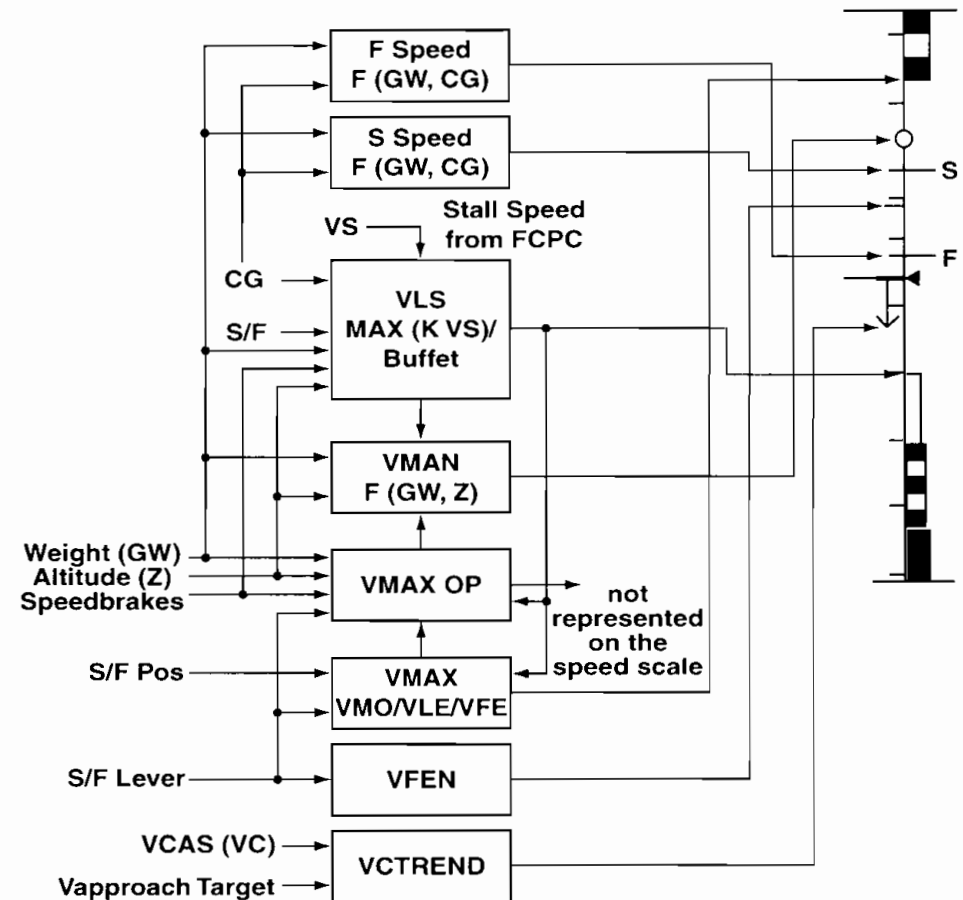 F Speed
F (GW, CG)
S Speed
F (GW, CG)
S
VS
Stall Speed
from FCPC
F
CG
VLS
MAX (K VS)/
Buffet
S/F
VMAN
F (GW, Z)
Weight (GW)
Altitude (Z)
Speedbrakes
VMAX OP
not
represented
on the
speed scale
S/F Pos
VMAX
VMO/VLE/VFE
S/F Lever
VFEN
VCAS (VC)
Vapproach Target
VCTREND